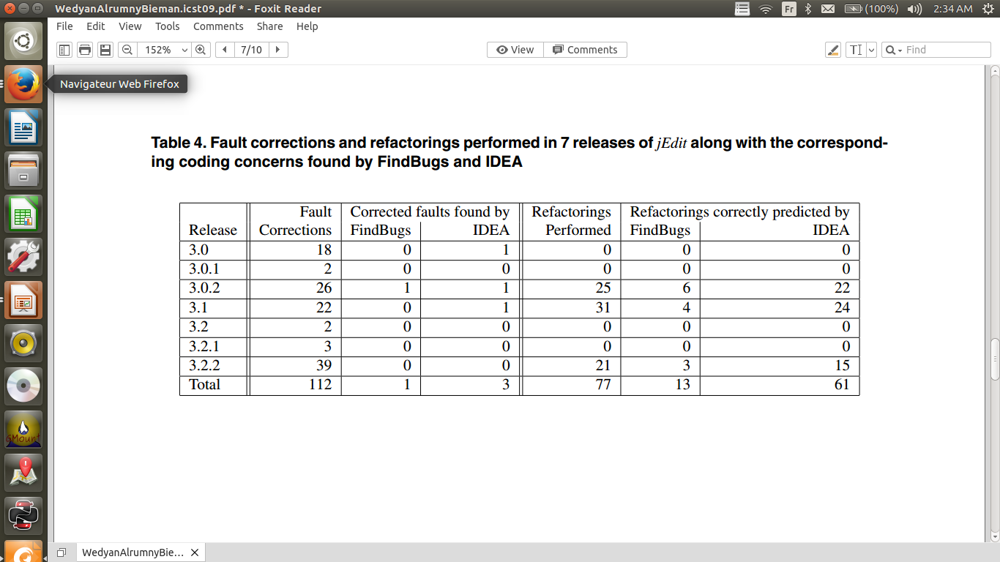 WedyanAlrumnyBieman.icst09.pdf * - Foxit Reader
Fr
(100%)
2:34 AM
File Edit View Tools Comments Share Help
152%
7/10
View
Comments
Find
Navigateur Web Firefox
Table 4. Fault corrections and refactorings performed in 7 releases of jEdit along with the correspond-
ing coding concerns found by FindBugs and IDEA
Fault Corrected faults found by Refactorings Refactorings correctly predicted by
Release Corrections FindBugs IDEA Performed FindBugs IDEA
3.0 18 0 1 0 0 0
3.0.1 2 0 0 0 0 0
3.0.2 26 1 1 25 6 22
3.1 22 0 1 31 4 24
3.2 2 0 0 0 0 0
3.2.1 3 0 0 0 0 0
3.2.2 39 0 0 21 3 15
Total 112 1 3 77 13 61
GMount
WedyanAlrumnyBie...